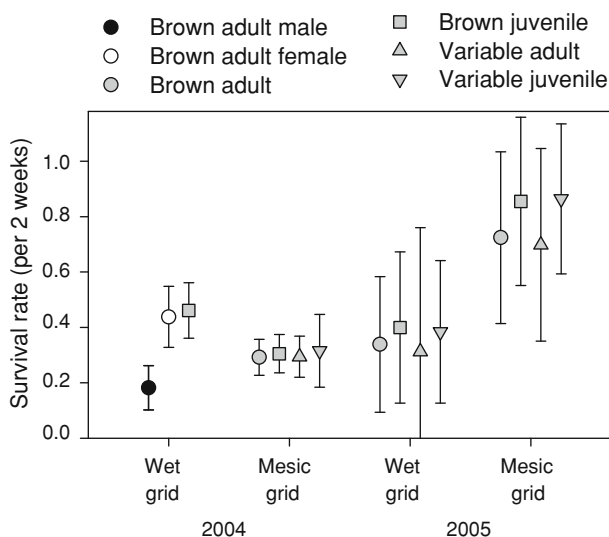 Brown adult male
Brown adult female
Brown adult
Brown juvenile
Variable adult
Variable juvenile
Survival rate (per 2 weeks)
1.0
0.8
0.6
0.4
0.2
0.0
Wet grid
Mesic grid
Wet grid
Mesic grid
2004
2005